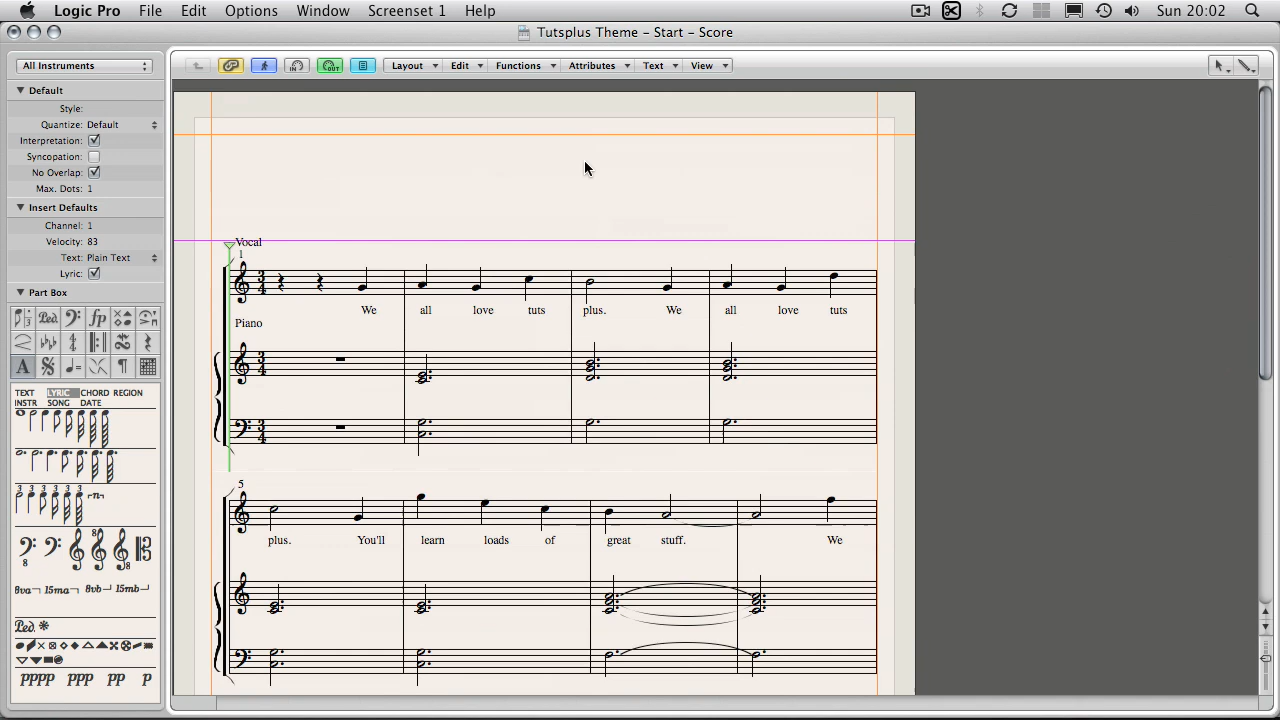 Logic Pro File Edit Options Window Screenset 1 Help Sun 20:02
Tutsplus Theme – Start – Score
All Instruments
Layout Edit Functions Attributes Text View
Default
Style:
Quantize: Default
Interpretation:
Syncopation:
No Overlap:
Max. Dots: 1
Insert Defaults
Channel: 1
Velocity: 83
Text: Plain Text
Lyric:
Part Box
TEXT LYRIC CHORD REGION
INSTR SONG DATE
8va 15ma 8vb 15mb
Ped.
pppp ppp pp p
Vocal
1
We all love tuts plus. We all love tuts
Piano
5
plus. You'll learn loads of great stuff. We